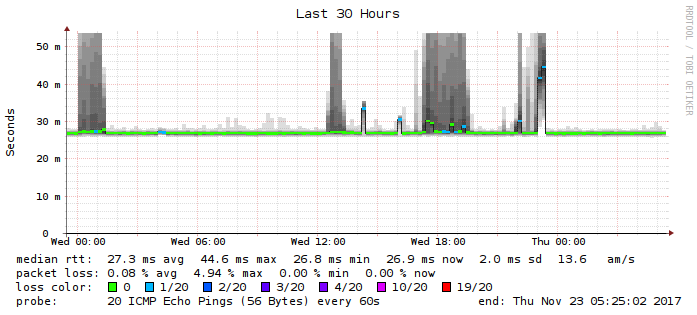 Last 30 Hours
RRDTOOL / TOBI OETIKER
Seconds
50 m
40 m
30 m
20 m
10 m
0
Wed 00:00 Wed 06:00 Wed 12:00 Wed 18:00 Thu 00:00
median rtt: 27.3 ms avg 44.6 ms max 26.8 ms min 26.9 ms now 2.0 ms sd 13.6 am/s
packet loss: 0.08 % avg 4.94 % max 0.00 % min 0.00 % now
loss color: 0 1/20 2/20 3/20 4/20 10/20 19/20
probe: 20 ICMP Echo Pings (56 Bytes) every 60s end: Thu Nov 23 05:25:02 2017